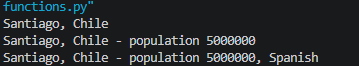 functions.py"
Santiago, Chile
Santiago, Chile - population 5000000
Santiago, Chile - population 5000000, Spanish